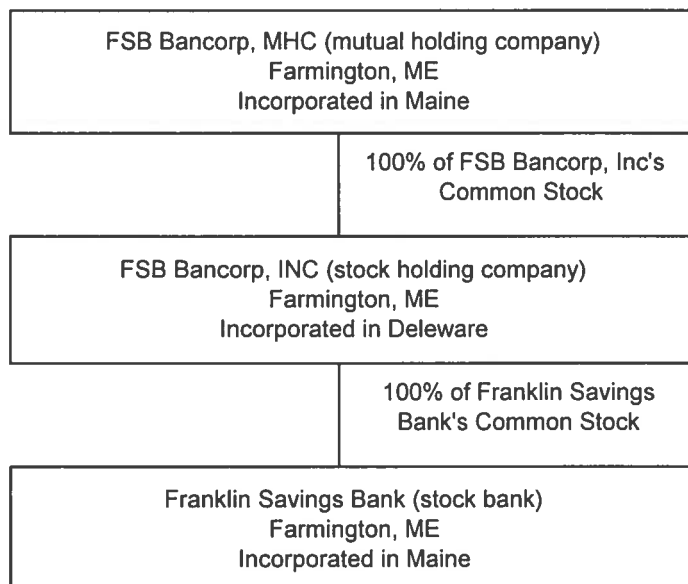 FSB Bancorp, MHC (mutual holding company)
Farmington, ME
Incorporated in Maine
100% of FSB Bancorp, Inc's
Common Stock
FSB Bancorp, INC (stock holding company)
Farmington, ME
Incorporated in Deleware
100% of Franklin Savings
Bank's Common Stock
Franklin Savings Bank (stock bank)
Farmington, ME
Incorporated in Maine